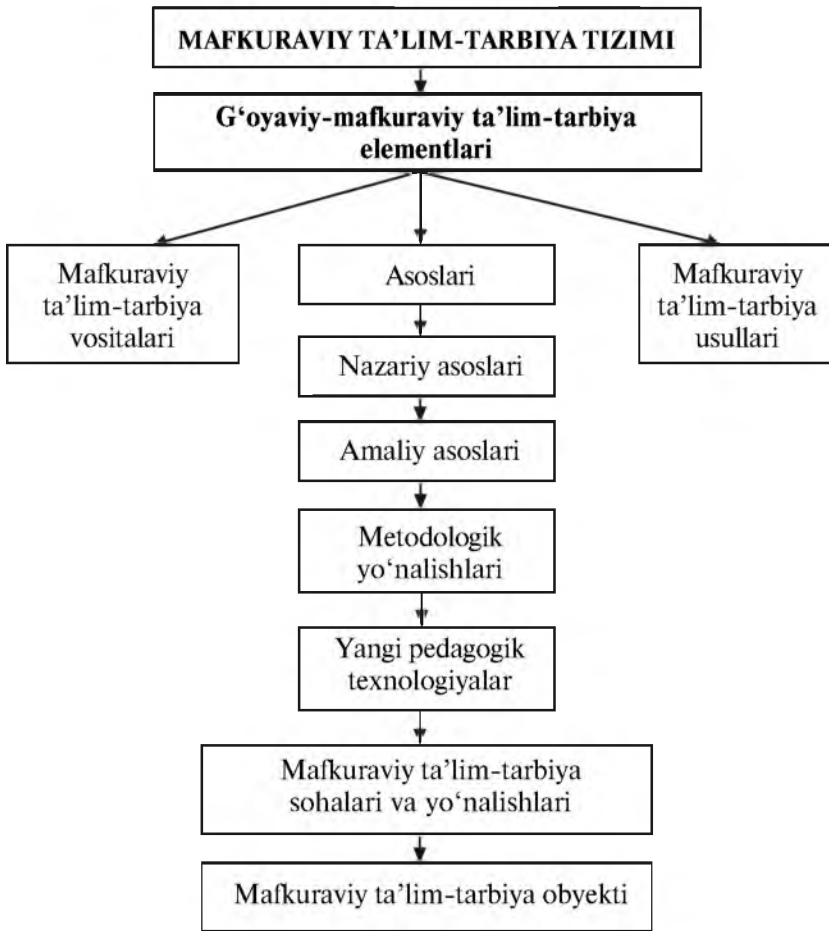 MAFKURAVIY TA’LIM-TARBIYA TIZIMI
G‘oyaviy-mafkuraviy ta’lim-tarbiya
elementlari
Mafkuraviy
ta’lim-tarbiya
vositalari
Asoslari
Mafkuraviy
ta’lim-tarbiya
usullari
Nazariy asoslari
Amaliy asoslari
Metodologik
yo‘nalishlari
Yangi pedagogik
texnologiyalar
Mafkuraviy ta’lim-tarbiya
sohalari va yo‘nalishlari
Mafkuraviy ta’lim-tarbiya obyekti